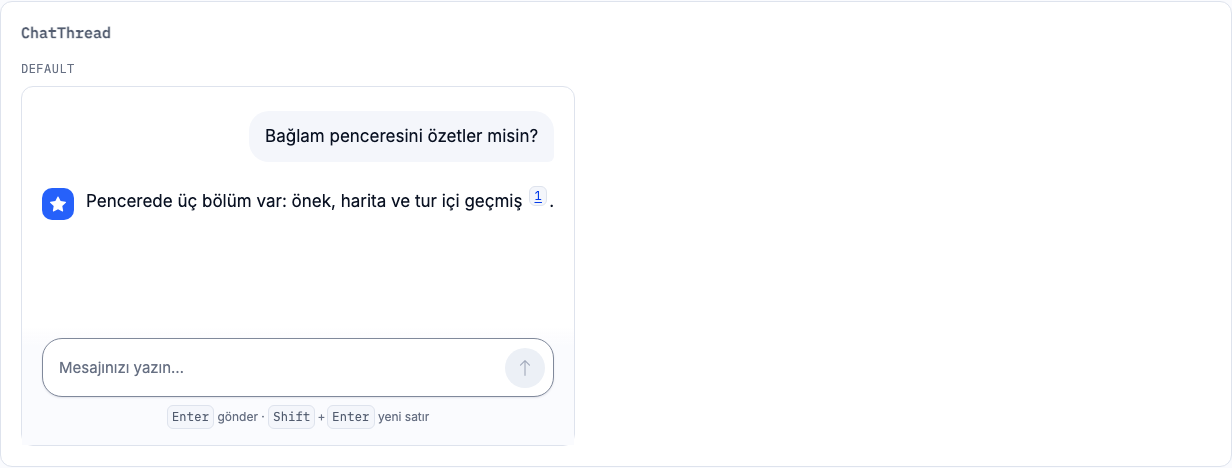 ChatThread
DEFAULT
Bağlam penceresini özetler misin?
Pencerede üç bölüm var: önek, harita ve tur içi geçmiş 1.
Mesajınızı yazın…
Enter gönder · Shift + Enter yeni satır